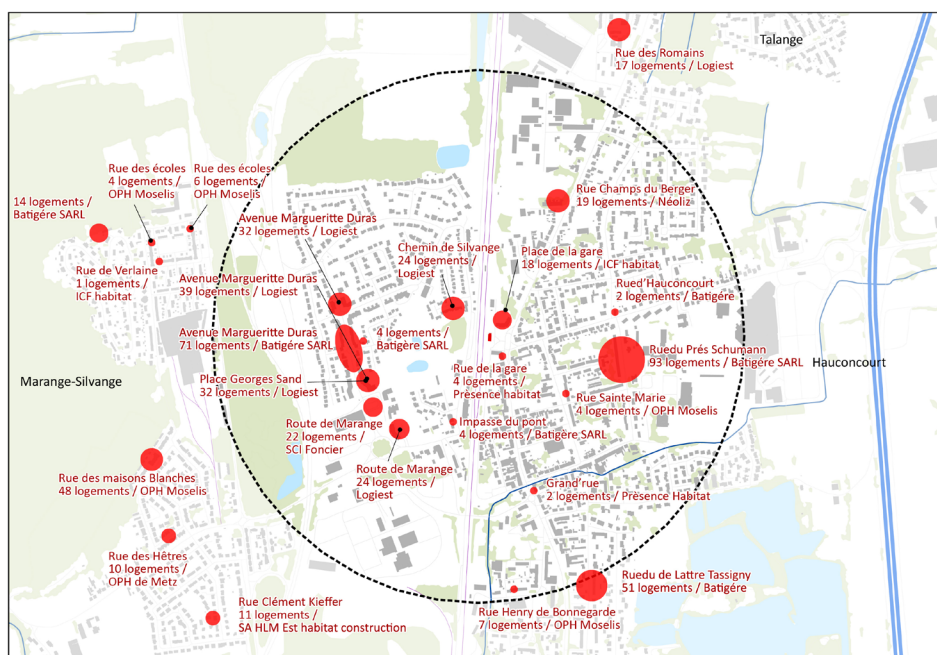 Talange
Rue des Romains
17 logements / Logiest
Rue des écoles
4 logements /
OPH Moselis
Rue des écoles
6 logements/
OPH Moselis
14 logements/
Batigére SARL
Rue Champs du Berger
19 logements / Néoliz
Avenue Margueritte Duras
32 logements / Logiest
Chemin de Silvange
24 logements /
Logiest
Place de la gare
18 logements / ICF habitat
Rue de Verlaine
1 logements /
ICF habitat
Avenue Margueritte Duras
39 logements / Logiest
Rued'Hauconcourt
2 logements / Batigére
Avenue Margueritte Duras
71 logements / Batigére SARL
4 logements /
Batigére SARL
Ruedu Prés Schumann
93 logements / Batigére SARL
Hauconcourt
Marange-Silvange
Place Georges Sand
32 logements / Logiest
Rue de la gare
4 logements /
Présence habitat
Rue Sainte Marie
4 logements / OPH Moselis
Route de Marange
22 logements /
SCI Foncier
Impasse du pont
4 logements / Batigére SARL
Route de Marange
24 logements /
Logiest
Rue des maisons Blanches
48 logements / OPH Moselis
Grand'rue
2 logements / Présence Habitat
Rue des Hêtres
10 logements /
OPH de Metz
Ruedu de Lattre Tassigny
51 logements / Batigére
Rue Clément Kieffer
11 logements /
SA HLM Est habitat construction
Rue Henry de Bonnegarde
7 logements / OPH Moselis